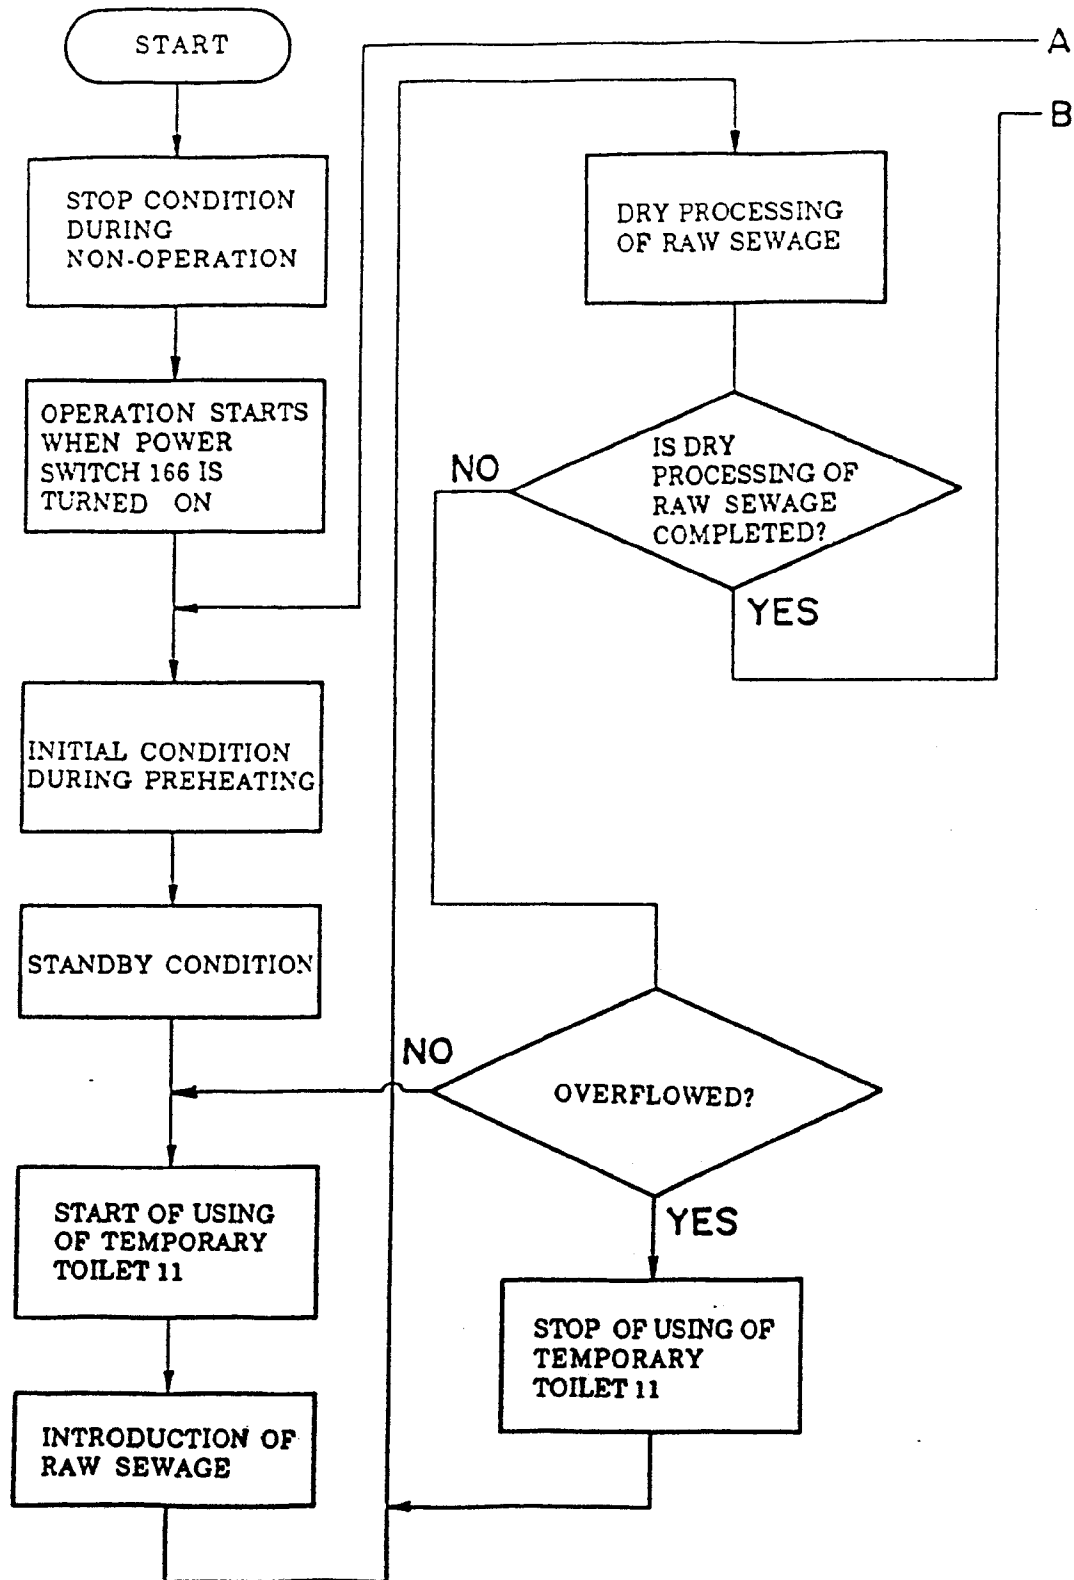 START
STOP CONDITION
DURING
NON-OPERATION
OPERATION STARTS
WHEN POWER
SWITCH 166 IS
TURNED ON
INITIAL CONDITION
DURING PREHEATING
STANDBY CONDITION
START OF USING
OF TEMPORARY
TOILET 11
INTRODUCTION OF
RAW SEWAGE
A
B
DRY PROCESSING
OF RAW SEWAGE
NO
IS DRY
PROCESSING OF
RAW SEWAGE
COMPLETED?
YES
NO
OVERFLOWED?
YES
STOP OF USING OF
TEMPORARY
TOILET 11